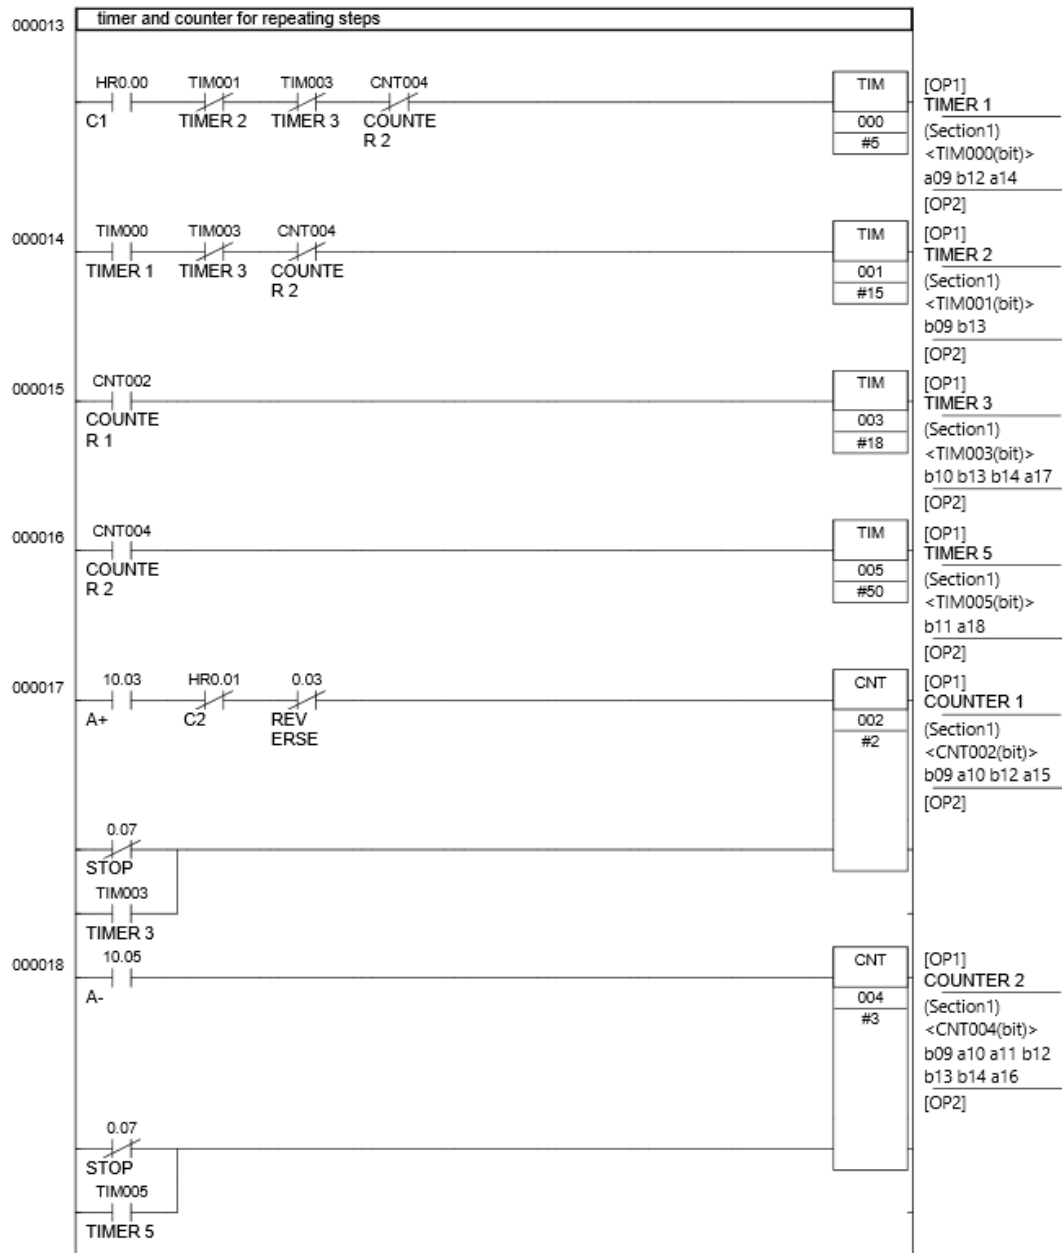 000013
timer and counter for repeating steps
HR0.00 TIM001 TIM003 CNT004
C1 TIMER 2 TIMER 3 COUNTE
R 2
TIM
000
#5
[OP1]
TIMER 1
(Section1)
<TIM000(bit)>
a09 b12 a14
[OP2]
000014
TIM000 TIM003 CNT004
TIMER 1 TIMER 3 COUNTE
R 2
TIM
001
#15
[OP1]
TIMER 2
(Section1)
<TIM001(bit)>
b09 b13
[OP2]
000015
CNT002
COUNTE
R 1
TIM
003
#18
[OP1]
TIMER 3
(Section1)
<TIM003(bit)>
b10 b13 b14 a17
[OP2]
000016
CNT004
COUNTE
R 2
TIM
005
#50
[OP1]
TIMER 5
(Section1)
<TIM005(bit)>
b11 a18
[OP2]
000017
10.03 HR0.01 0.03
A+ C2 REV
ERSE
CNT
002
#2
[OP1]
COUNTER 1
(Section1)
<CNT002(bit)>
b09 a10 b12 a15
[OP2]
0.07
STOP
TIM003
TIMER 3
000018
10.05
A-
CNT
004
#3
[OP1]
COUNTER 2
(Section1)
<CNT004(bit)>
b09 a10 a11 b12
b13 b14 a16
[OP2]
0.07
STOP
TIM005
TIMER 5